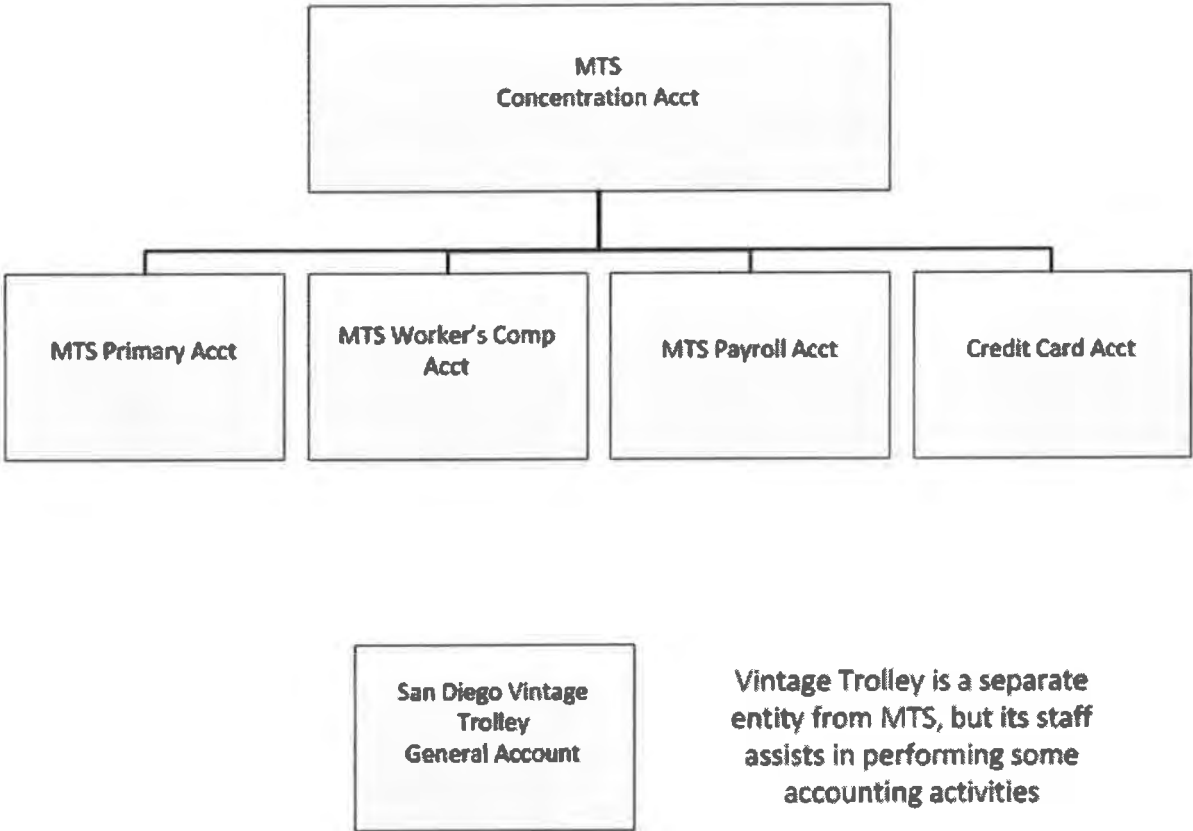 MTS
Concentration Acct
MTS Primary Acct
MTS Worker's Comp
Acct
MTS Payroll Acct
Credit Card Acct
San Diego Vintage
Trolley
General Account
Vintage Trolley is a separate
entity from MTS, but its staff
assists in performing some
accounting activities